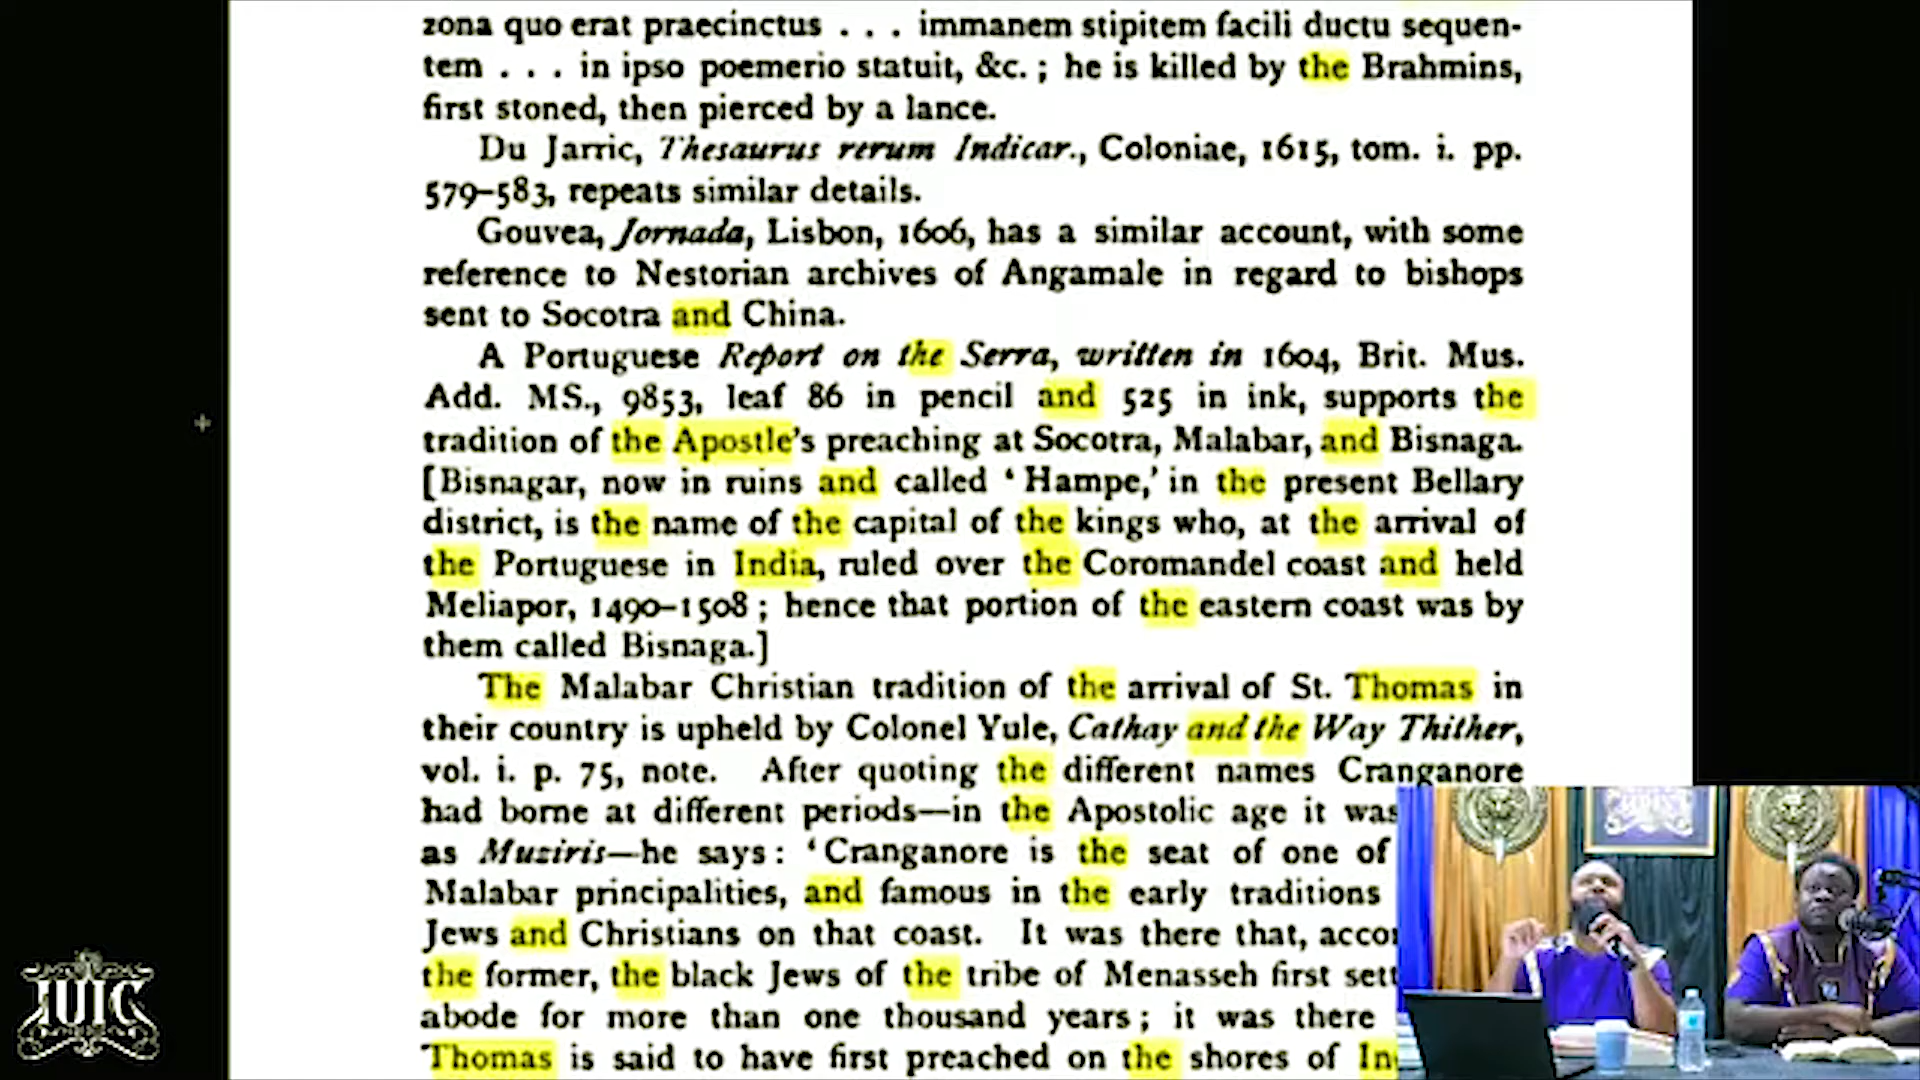 zona quo erat praecinctus . . . immanem stipitem facili ductu sequen-
tem . . . in ipso poemerio statuit, &c. ; he is killed by the Brahmins,
first stoned, then pierced by a lance.
Du Jarric, Thesaurus rerum Indicar., Coloniae, 1615, tom. i. pp.
579–583, repeats similar details.
Gouvea, Jornada, Lisbon, 1606, has a similar account, with some
reference to Nestorian archives of Angamale in regard to bishops
sent to Socotra and China.
A Portuguese Report on the Serra, written in 1604, Brit. Mus.
Add. MS., 9853, leaf 86 in pencil and 525 in ink, supports the
tradition of the Apostle's preaching at Socotra, Malabar, and Bisnaga.
[Bisnagar, now in ruins and called ‘Hampe,’ in the present Bellary
district, is the name of the capital of the kings who, at the arrival of
the Portuguese in India, ruled over the Coromandel coast and held
Meliapor, 1490–1508 ; hence that portion of the eastern coast was by
them called Bisnaga.]
The Malabar Christian tradition of the arrival of St. Thomas in
their country is upheld by Colonel Yule, Cathay and the Way Thither,
vol. i. p. 75, note. After quoting the different names Cranganore
had borne at different periods—in the Apostolic age it was
as Muziris—he says : ‘Cranganore is the seat of one of
Malabar principalities, and famous in the early traditions
Jews and Christians on that coast. It was there that, accor
the former, the black Jews of the tribe of Menasseh first sett
abode for more than one thousand years ; it was there
Thomas is said to have first preached on the shores of In
IUIC